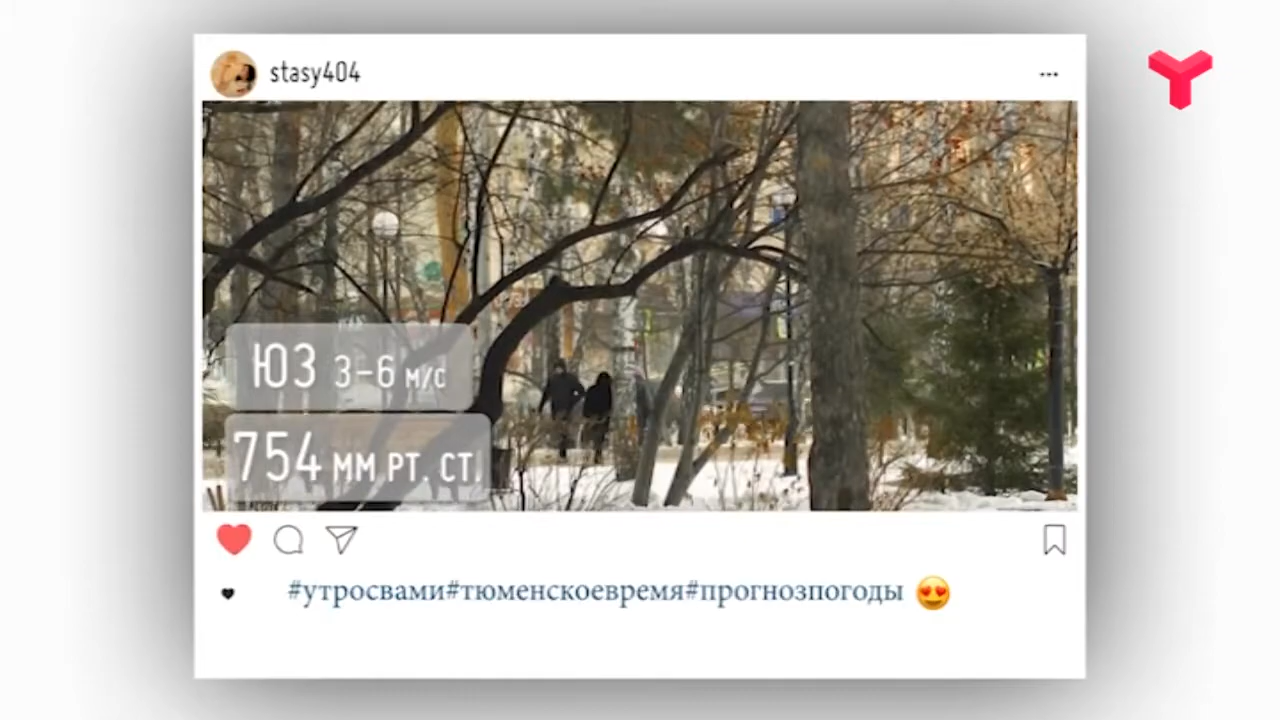 stasy404
ЮЗ 3-6 м/с
754 мм рт. ст.
#утросвами#тюменскоевремя#прогнозпогоды